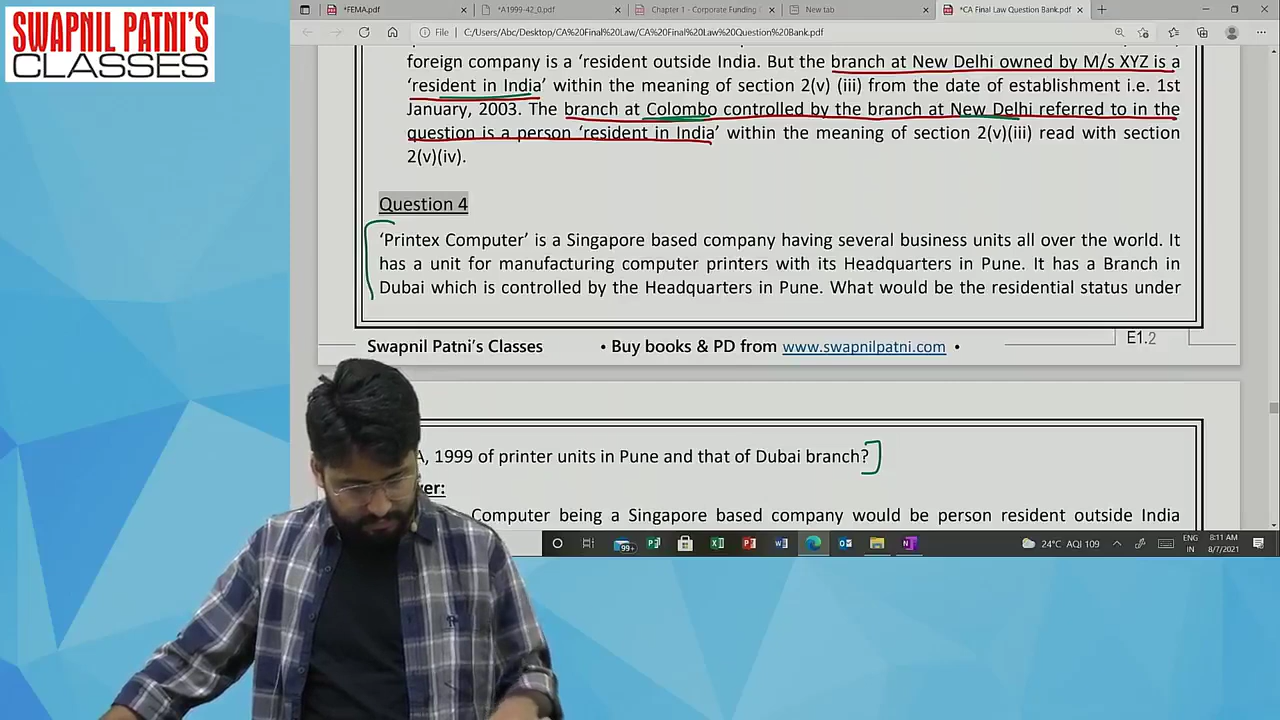 SWAPNIL PATNI'S
CLASSES
*FEMA.pdf
*A1999-42_0.pdf
Chapter 1 - Corporate Funding
New tab
*CA Final Law Question Bank.pdf
File
C:/Users/Abc/Desktop/CA%20Final%20Law/CA%20Final%20Law%20Question%20Bank.pdf
foreign company is a 'resident outside India. But the branch at New Delhi owned by M/s XYZ is a
'resident in India' within the meaning of section 2(v) (iii) from the date of establishment i.e. 1st
January, 2003. The branch at Colombo controlled by the branch at New Delhi referred to in the
question is a person 'resident in India' within the meaning of section 2(v)(iii) read with section
2(v)(iv).
Question 4
'Printex Computer' is a Singapore based company having several business units all over the world. It
has a unit for manufacturing computer printers with its Headquarters in Pune. It has a Branch in
Dubai which is controlled by the Headquarters in Pune. What would be the residential status under
Swapnil Patni's Classes • Buy books & PD from www.swapnilpatni.com •
E1.2
A, 1999 of printer units in Pune and that of Dubai branch?
ver:
Computer being a Singapore based company would be person resident outside India
99+
24°C AQI 109
ENG
IN
8:11 AM
8/7/2021